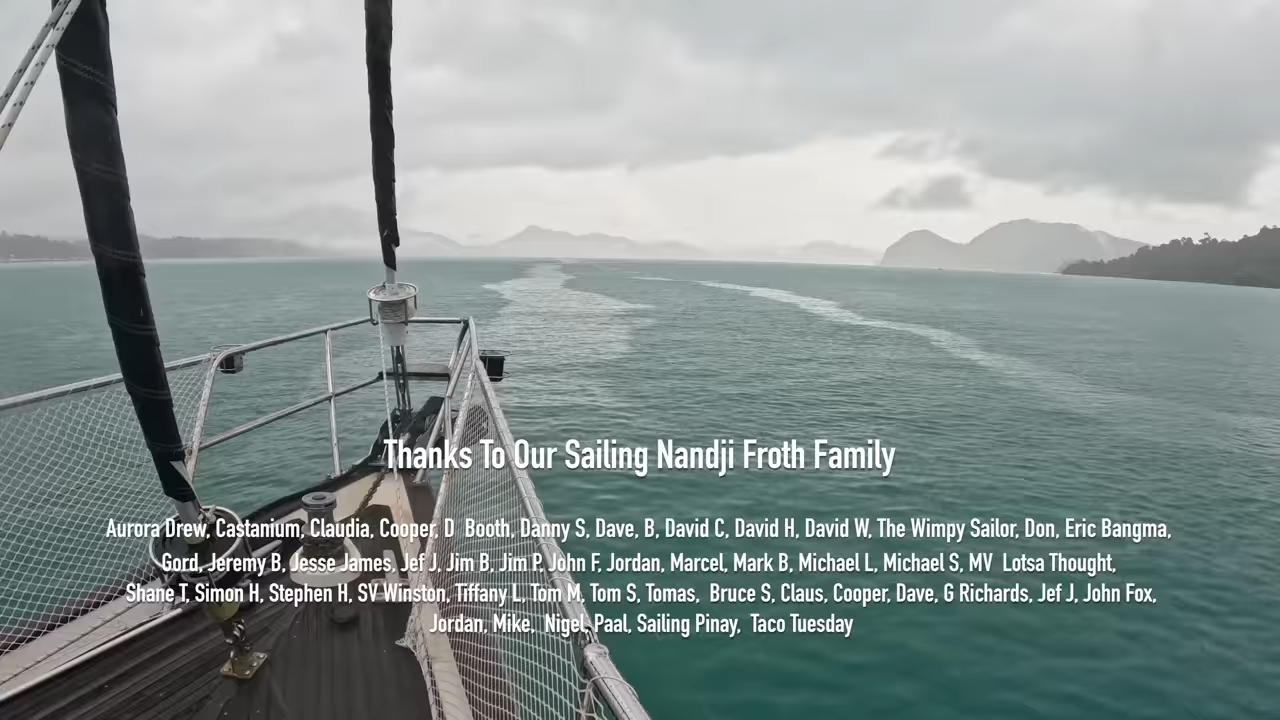 Thanks To Our Sailing Nandji Froth Family
Aurora Drew, Castanium, Claudia, Cooper, D  Booth, Danny S, Dave, B, David C, David H, David W, The Wimpy Sailor, Don, Eric Bangma,
Gord, Jeremy B, Jesse James, Jef J, Jim B, Jim P, John F, Jordan, Marcel, Mark B, Michael L, Michael S, MV  Lotsa Thought,
Shane T, Simon H, Stephen H, SV Winston, Tiffany L, Tom M, Tom S, Tomas,  Bruce S, Claus, Cooper, Dave, G Richards, Jef J, John Fox,
Jordan, Mike,  Nigel, Paal, Sailing Pinay,  Taco Tuesday